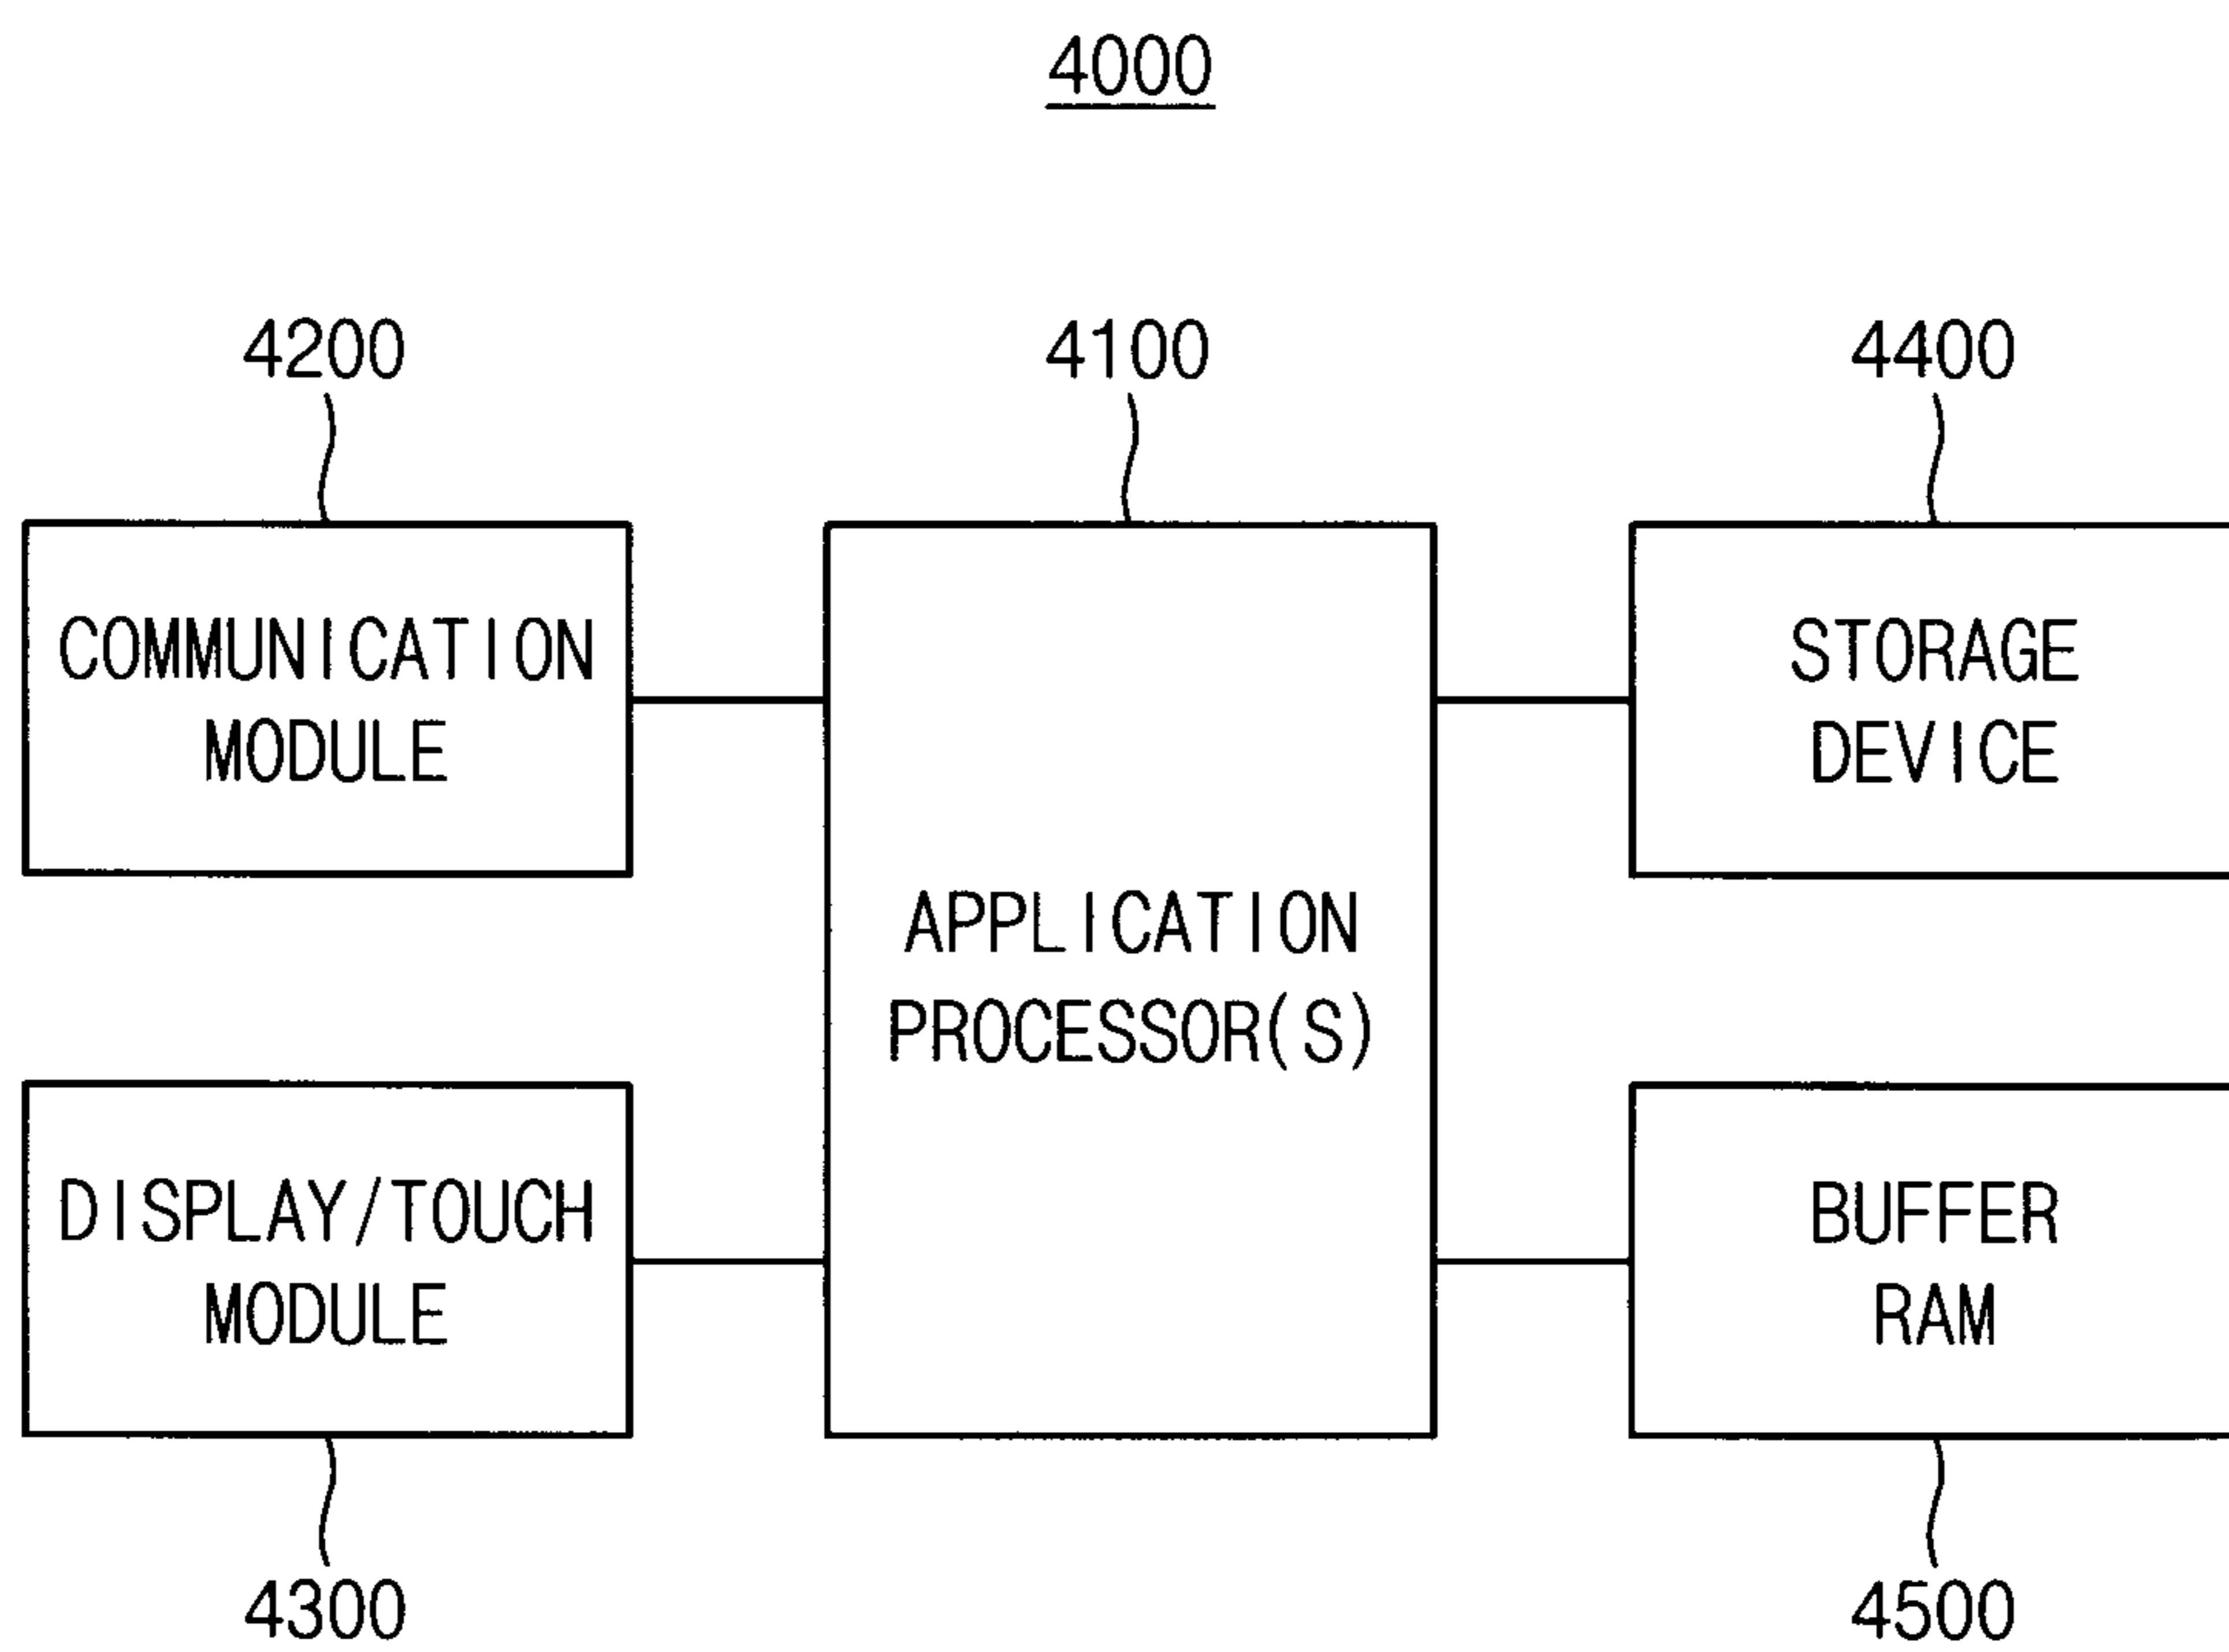 4000
4200
4100
4400
COMMUNICATION
MODULE
APPLICATION
PROCESSOR(S)
STORAGE
DEVICE
DISPLAY/TOUCH
MODULE
BUFFER
RAM
4300
4500